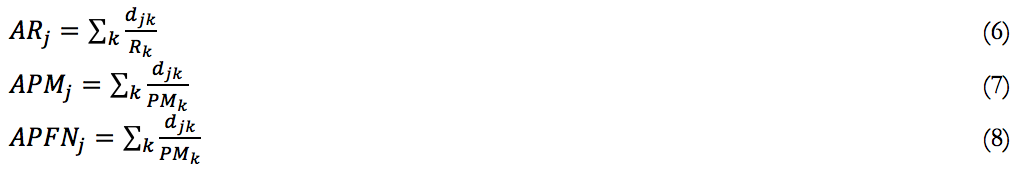 AR_j = ∑_k d_jk / R_k (6)
APM_j = ∑_k d_jk / PM_k (7)
APFN_j = ∑_k d_jk / PM_k (8)